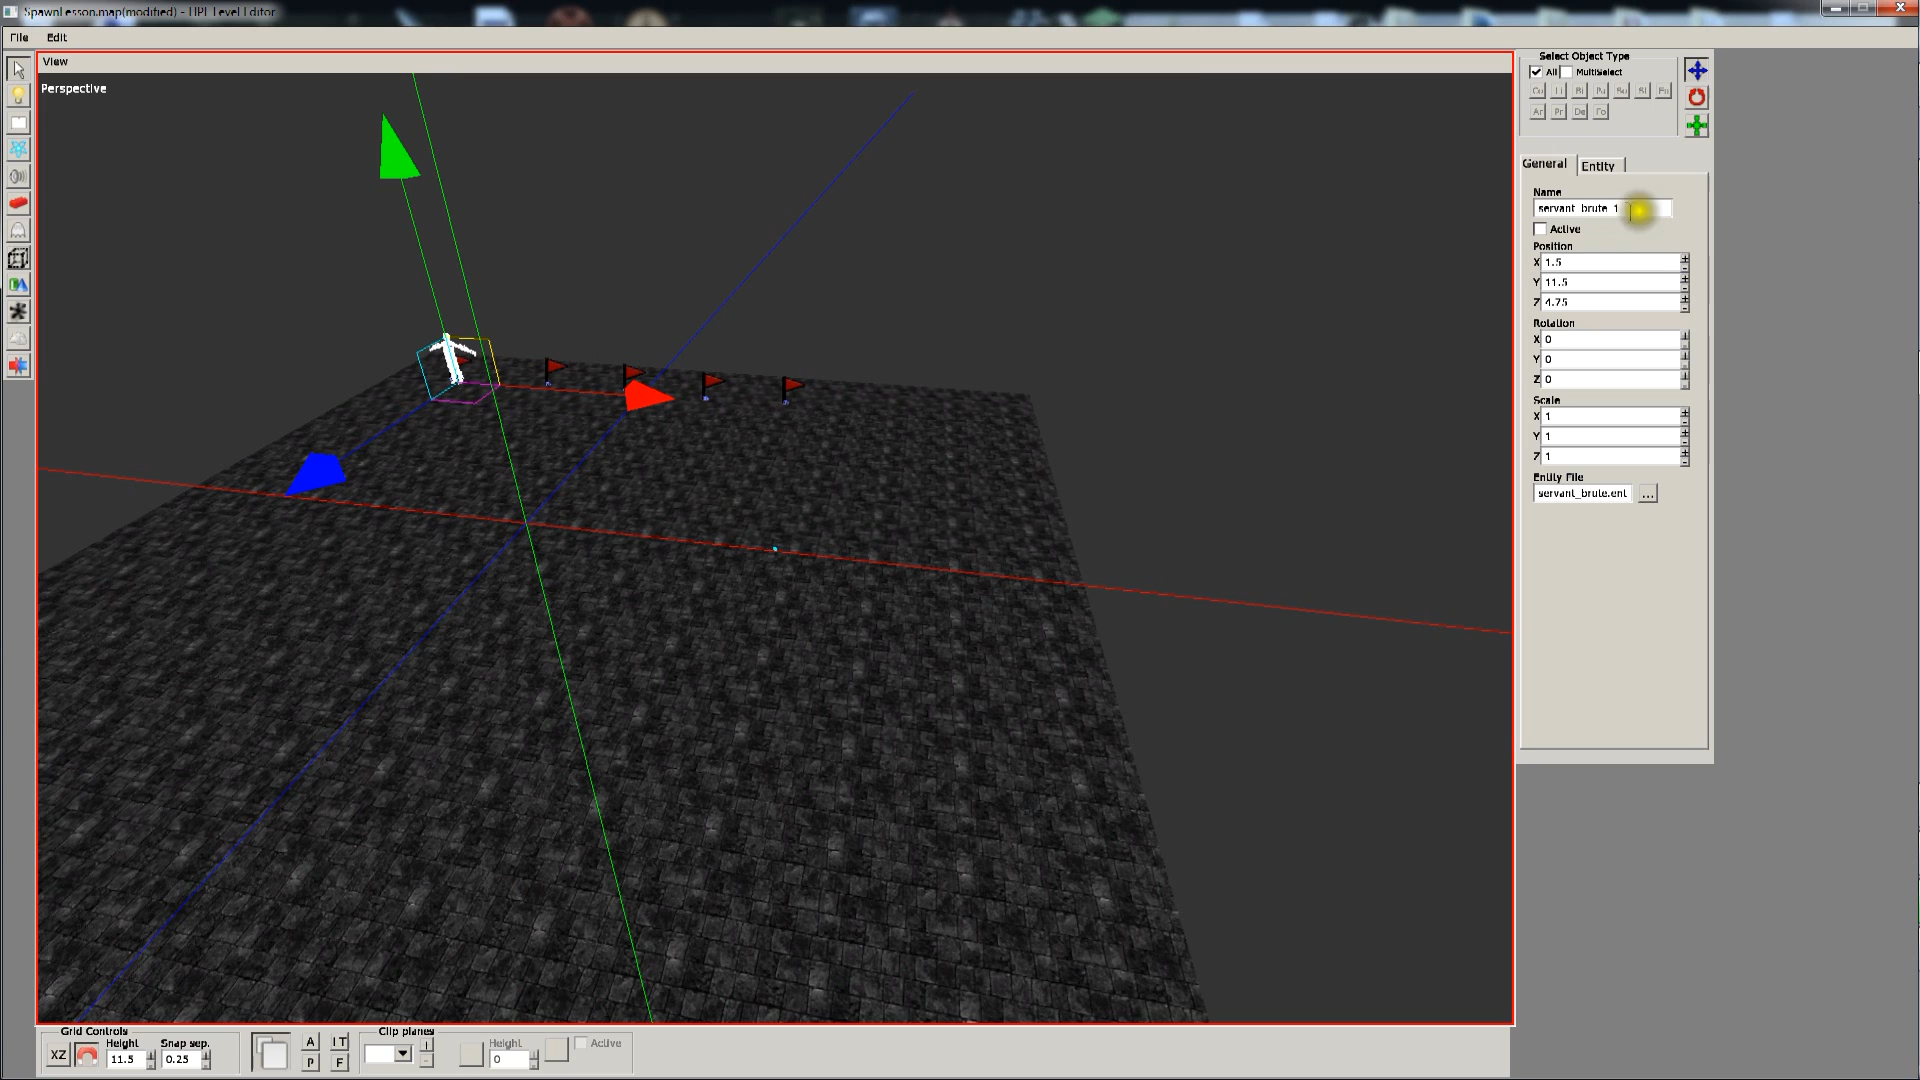 SpawnLesson.map(modified) - HPL Level Editor
File Edit
View
Perspective
Select Object Type
All MultiSelect
General Entity
Name
servant_brute_1
Active
Position
X 1.5
Y 11.5
Z 4.75
Rotation
X 0
Y 0
Z 0
Scale
X 1
Y 1
Z 1
Entity File
servant_brute.ent ...
Grid Controls
XZ Height 11.5 Snap sep. 0.25
A I T
P F
Clip planes
Height
0
Active